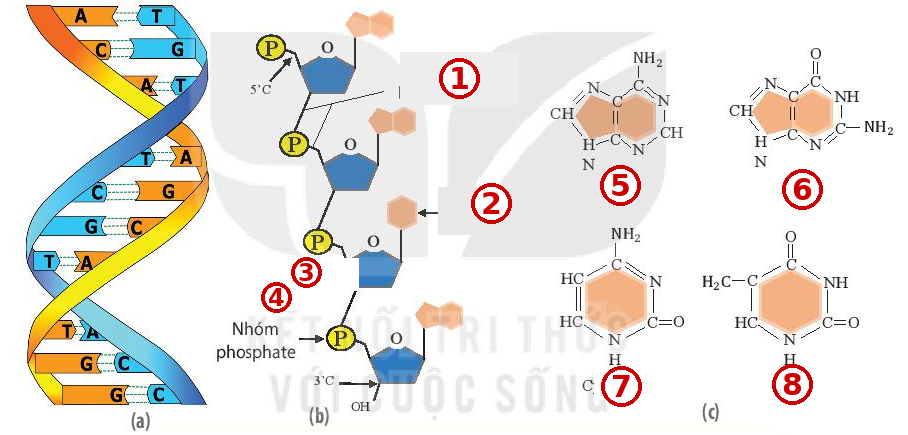 A T
C G
A T
T A
C G
G C
T A
T A
G C
G C
(a)
P
O
5'C
1
P
O
2
P
O
3
4
Nhóm
phosphate
P
O
3'C
OH
(b)
NH₂
N
C
N
CH
CH
H
N
N
5
O
C
N
NH
CH
C
NH₂
H
N
N
6
NH₂
C
HC
N
HC
C=O
N
H
C
7
O
C
H₂C
C
NH
HC
C=O
N
H
8
(c)
KẾT NỐI TRI THỨC
VỚI CUỘC SỐNG